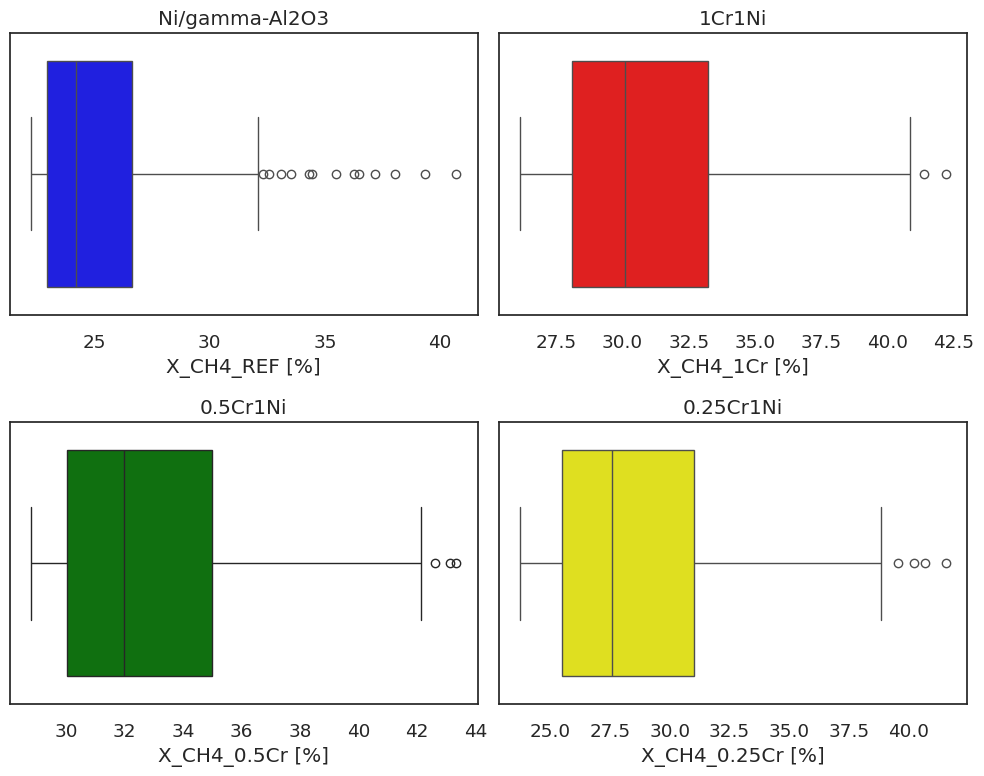 Ni/gamma-Al2O3
25 30 35 40
X_CH4_REF [%]
1Cr1Ni
27.5 30.0 32.5 35.0 37.5 40.0 42.5
X_CH4_1Cr [%]
0.5Cr1Ni
30 32 34 36 38 40 42 44
X_CH4_0.5Cr [%]
0.25Cr1Ni
25.0 27.5 30.0 32.5 35.0 37.5 40.0
X_CH4_0.25Cr [%]